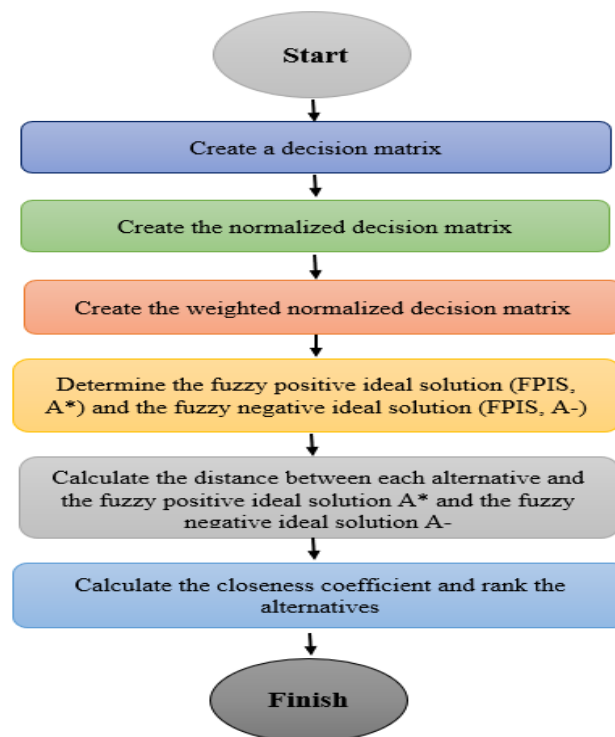 Start
Create a decision matrix
Create the normalized decision matrix
Create the weighted normalized decision matrix
Determine the fuzzy positive ideal solution (FPIS,
A*) and the fuzzy negative ideal solution (FPIS, A-)
Calculate the distance between each alternative and
the fuzzy positive ideal solution A* and the fuzzy
negative ideal solution A-
Calculate the closeness coefficient and rank the
alternatives
Finish